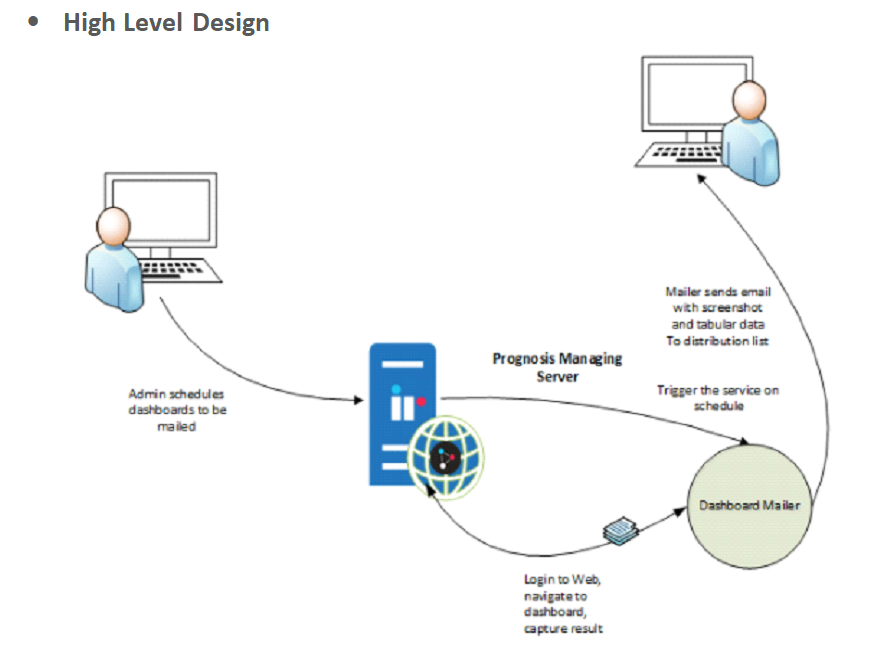 • High Level Design
Mailer sends email
with screenshot
and tabular data
To distribution list
Prognosis Managing
Server
Admin schedules
dashboards to be
mailed
Trigger the service on
schedule
Dashboard Mailer
Login to Web,
navigate to
dashboard,
capture result